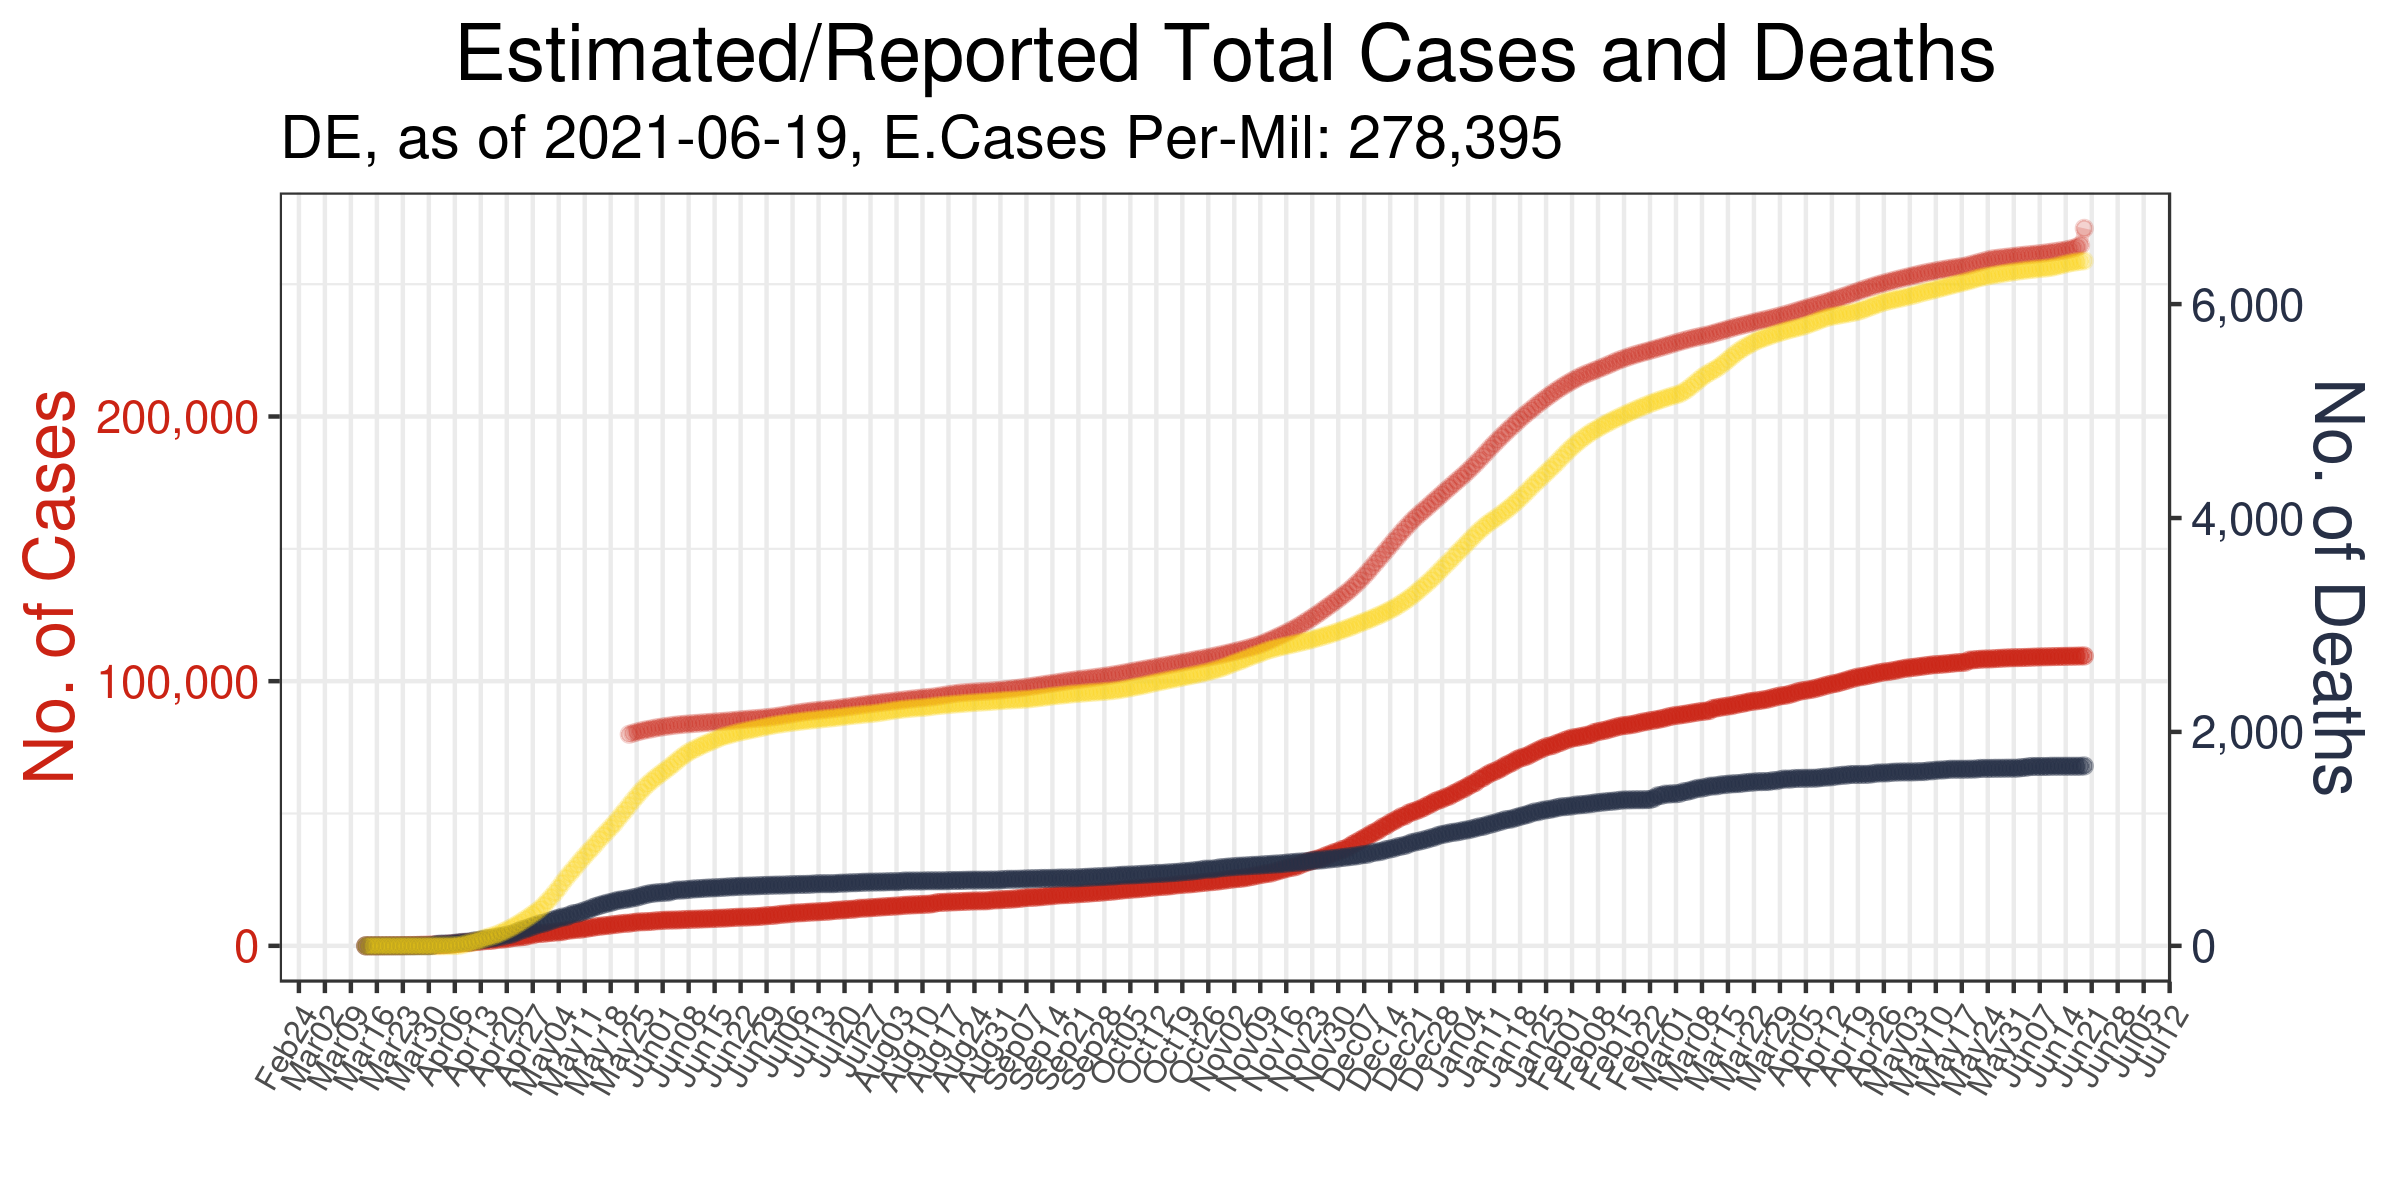 Estimated/Reported Total Cases and Deaths
DE, as of 2021-06-19, E.Cases Per-Mil: 278,395
No. of Cases
200,000
100,000
0
6,000
4,000
2,000
0
No. of Deaths
Feb24
Mar02
Mar09
Mar16
Mar23
Mar30
Apr06
Apr13
Apr20
Apr27
May04
May11
May18
May25
Jun01
Jun08
Jun15
Jun22
Jun29
Jul06
Jul13
Jul20
Jul27
Aug03
Aug10
Aug17
Aug24
Aug31
Sep07
Sep14
Sep21
Sep28
Oct05
Oct12
Oct19
Oct26
Nov02
Nov09
Nov16
Nov23
Nov30
Dec07
Dec14
Dec21
Dec28
Jan04
Jan11
Jan18
Jan25
Feb01
Feb08
Feb15
Feb22
Mar01
Mar08
Mar15
Mar22
Mar29
Apr05
Apr12
Apr19
Apr26
May03
May10
May17
May24
May31
Jun07
Jun14
Jun21
Jun28
Jul05
Jul12